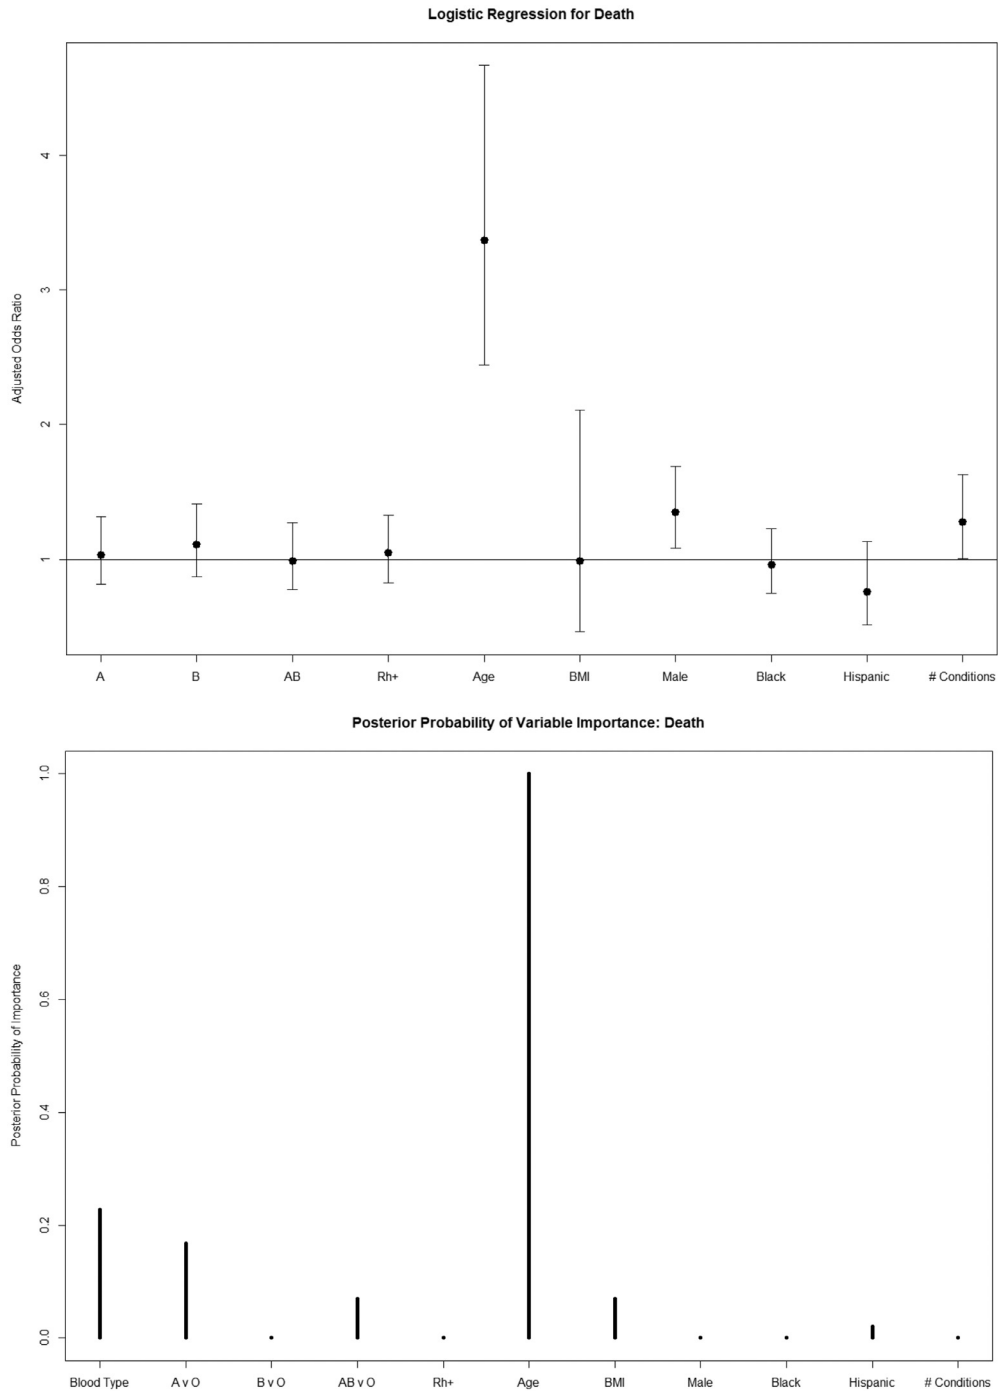 Logistic Regression for Death
Adjusted Odds Ratio
4
3
2
1
A B AB Rh+ Age BMI Male Black Hispanic # Conditions
Posterior Probability of Variable Importance: Death
Posterior Probability of Importance
1.0
0.8
0.6
0.4
0.2
0.0
Blood Type A v O B v O AB v O Rh+ Age BMI Male Black Hispanic # Conditions